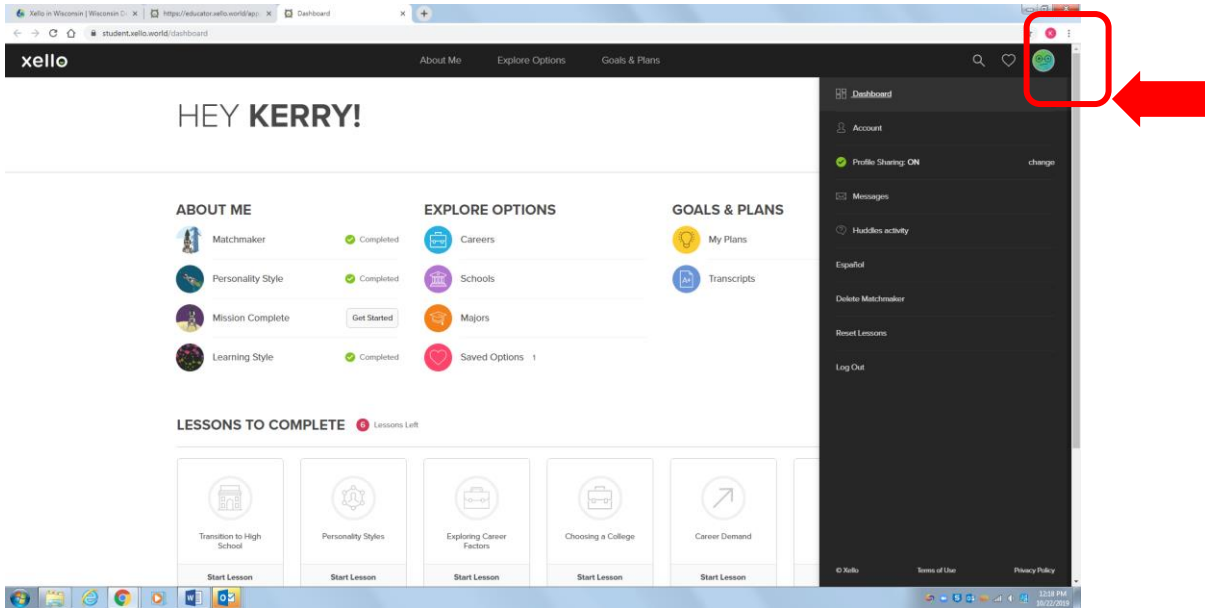 Xello in Wisconsin | Wisconsin D
https://educator.xello.world/app
Dashboard
student.xello.world/dashboard
K
xello
About Me
Explore Options
Goals & Plans
HEY KERRY!
Dashboard
Account
Profile Sharing: ON
change
Messages
Huddles activity
Español
Delete Matchmaker
Reset Lessons
Log Out
ABOUT ME
Matchmaker
Completed
Personality Style
Completed
Mission Complete
Get Started
Learning Style
Completed
EXPLORE OPTIONS
Careers
Schools
Majors
Saved Options 1
GOALS & PLANS
My Plans
A+
Transcripts
LESSONS TO COMPLETE 6 Lessons Left
Transition to High
School
Start Lesson
Personality Styles
Start Lesson
Exploring Career
Factors
Start Lesson
Choosing a College
Start Lesson
Career Demand
Start Lesson
© Xello
Terms of Use
Privacy Policy
12:18 PM
10/22/2019